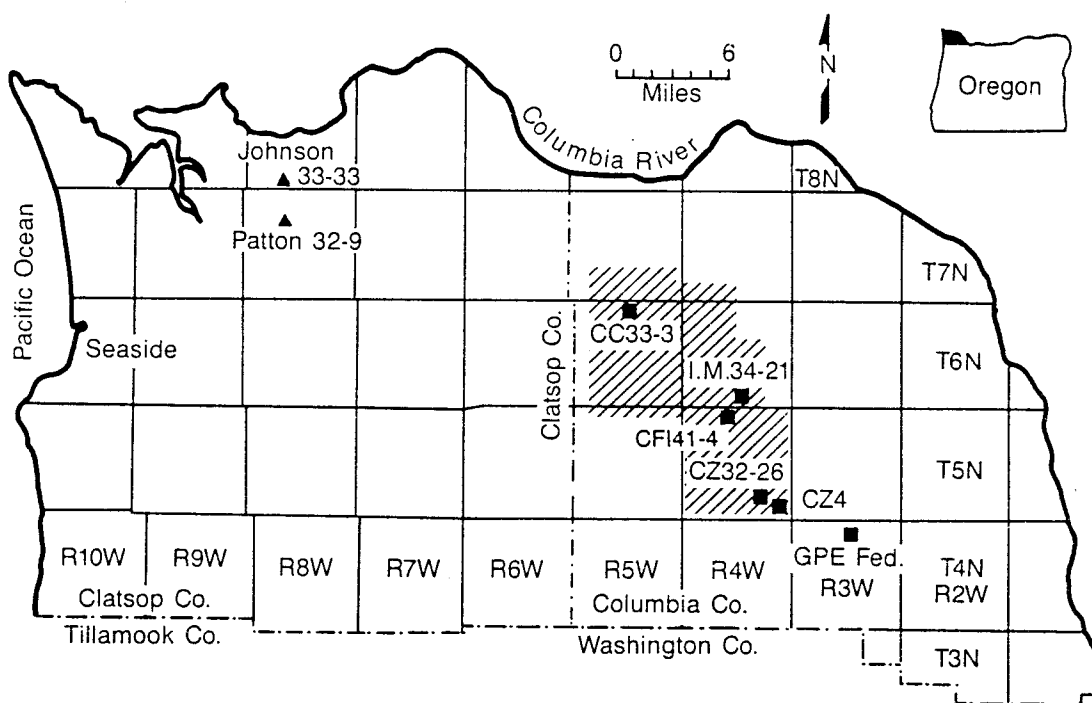 0 6
Miles
N
Oregon
Columbia River
Johnson
33-33
Patton 32-9
T8N
Pacific Ocean
T7N
Seaside
Clatsop Co.
CC33-3
I.M.34-21
T6N
CFI41-4
CZ32-26
CZ4
T5N
R10W R9W R8W R7W R6W R5W R4W
GPE Fed.
R3W
T4N
R2W
Clatsop Co.
Columbia Co.
Tillamook Co.
Washington Co.
T3N